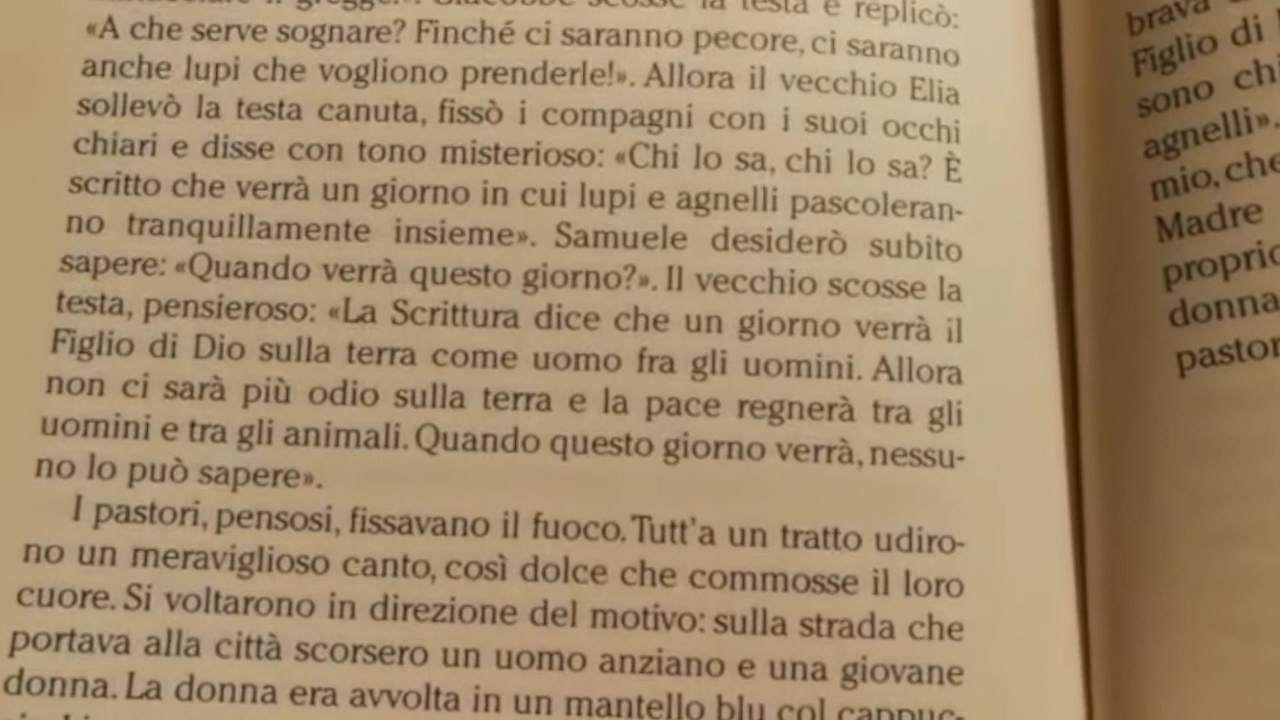 la testa e replicò:
«A che serve sognare? Finché ci saranno pecore, ci saranno
anche lupi che vogliono prenderle!». Allora il vecchio Elia
sollevò la testa canuta, fissò i compagni con i suoi occhi
chiari e disse con tono misterioso: «Chi lo sa, chi lo sa? È
scritto che verrà un giorno in cui lupi e agnelli pascoleran-
no tranquillamente insieme». Samuele desiderò subito
sapere: «Quando verrà questo giorno?». Il vecchio scosse la
testa, pensieroso: «La Scrittura dice che un giorno verrà il
Figlio di Dio sulla terra come uomo fra gli uomini. Allora
non ci sarà più odio sulla terra e la pace regnerà tra gli
uomini e tra gli animali. Quando questo giorno verrà, nessu-
no lo può sapere».
I pastori, pensosi, fissavano il fuoco. Tutt'a un tratto udiro-
no un meraviglioso canto, così dolce che commosse il loro
cuore. Si voltarono in direzione del motivo: sulla strada che
portava alla città scorsero un uomo anziano e una giovane
donna. La donna era avvolta in un mantello blu col cappuc-
brava
Figlio di
sono chi
agnelli».
mio, che
Madre
proprio
donna
pastor